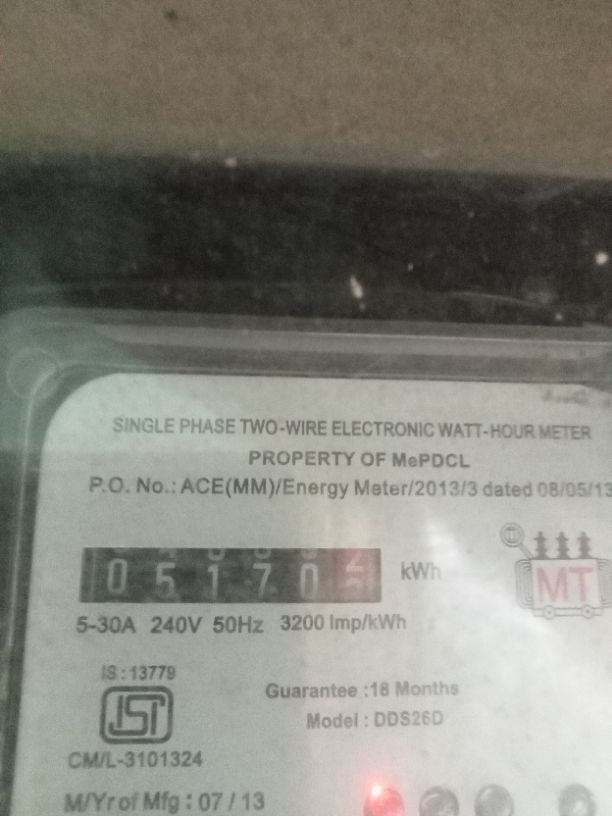 SINGLE PHASE TWO-WIRE ELECTRONIC WATT-HOUR METER
PROPERTY OF MePDCL
P.O. No.: ACE(MM)/Energy Meter/2013/3 dated 08/05/13
0 5 1 7 0 kWh
MT
5-30A 240V 50Hz 3200 Imp/kWh
IS : 13779
Guarantee : 18 Months
Model : DDS26D
CM/L-3101324
M/Yr of Mfg : 07 / 13